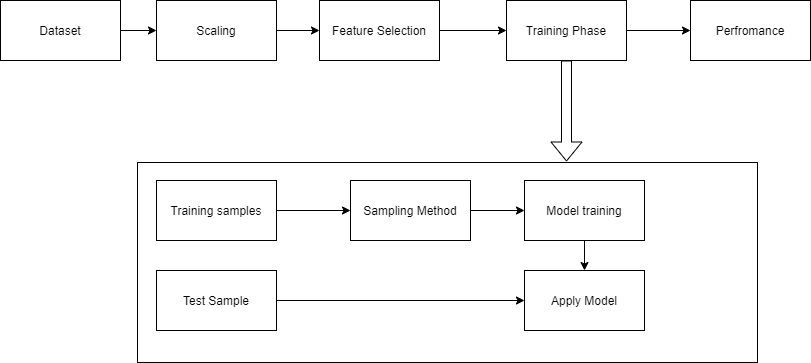 Dataset
Scaling
Feature Selection
Training Phase
Perfromance
Training samples
Sampling Method
Model training
Test Sample
Apply Model